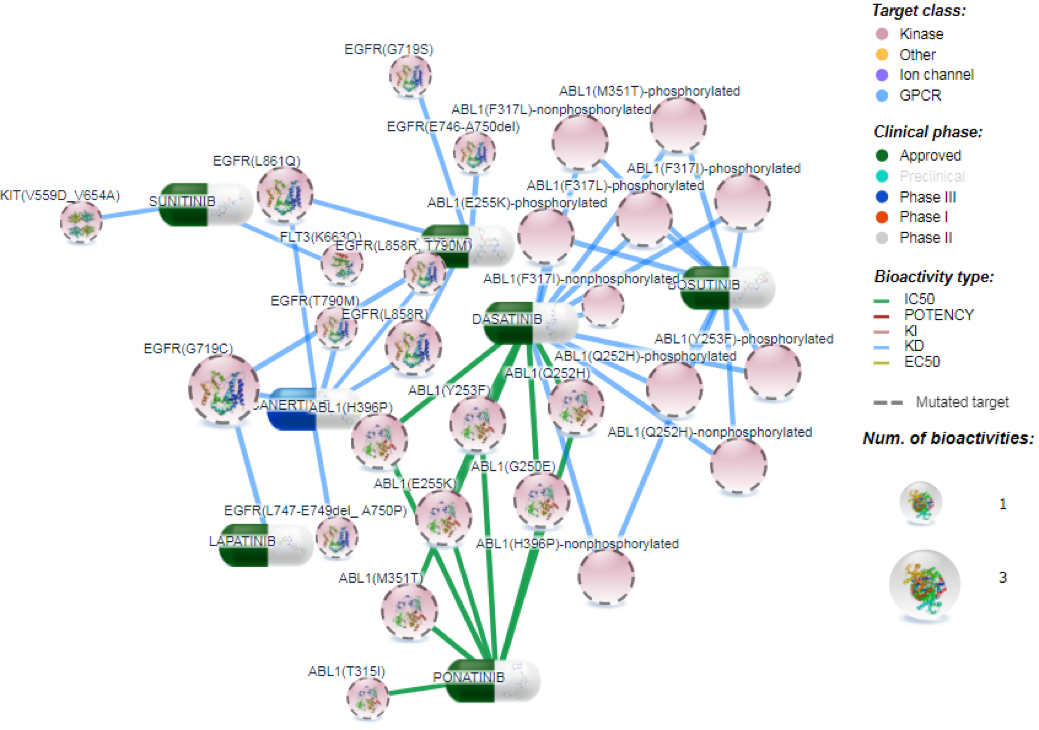 Target class:
Kinase
Other
Ion channel
GPCR
Clinical phase:
Approved
Preclinical
Phase III
Phase I
Phase II
Bioactivity type:
IC50
POTENCY
KI
KD
EC50
Mutated target
Num. of bioactivities:
1
3
EGFR(G719S)
ABL1(M351T)-phosphorylated
ABL1(F317L)-nonphosphorylated
EGFR(E746-A750del)
EGFR(L861Q)
ABL1(F317I)-phosphorylated
KIT(V559D_V654A)
SUNITINIB
ABL1(F317L)-phosphorylated
ABL1(E255K)-phosphorylated
FLT3(K663Q)
EGFR(L858R, T790M)
ABL1(F317I)-nonphosphorylated
BOSUTINIB
EGFR(T790M)
EGFR(L858R)
DASATINIB
ABL1(Y253F)-phosphorylated
EGFR(G719C)
ABL1(Q252H)-phosphorylated
ABL1(Q252H)
ABL1(Y253F)
CANERTI
ABL1(H396P)
ABL1(Q252H)-nonphosphorylated
ABL1(G250E)
ABL1(E255K)
EGFR(L747-E749del_ A750P)
LAPATINIB
ABL1(H396P)-nonphosphorylated
ABL1(M351T)
ABL1(T315I)
PONATINIB